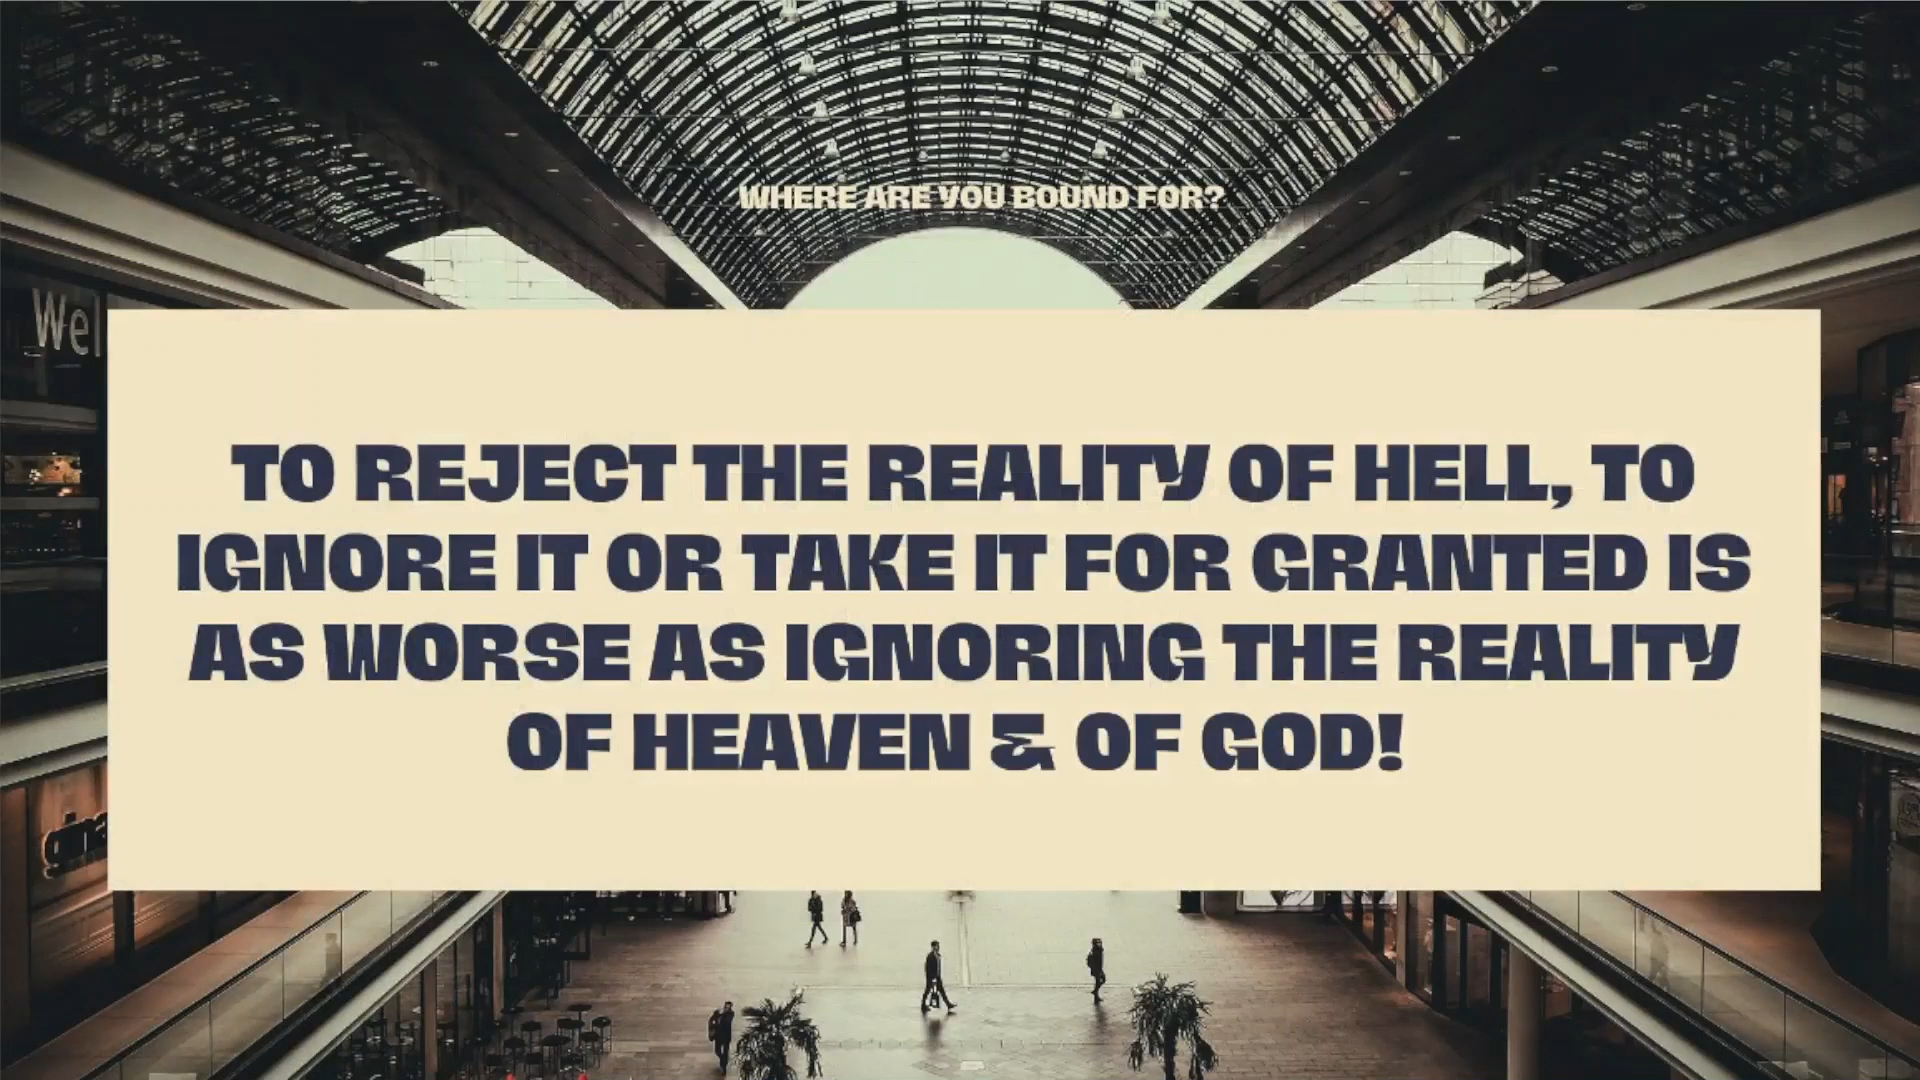 WHERE ARE YOU BOUND FOR?
Wel
TO REJECT THE REALITY OF HELL, TO
IGNORE IT OR TAKE IT FOR GRANTED IS
AS WORSE AS IGNORING THE REALITY
OF HEAVEN & OF GOD!